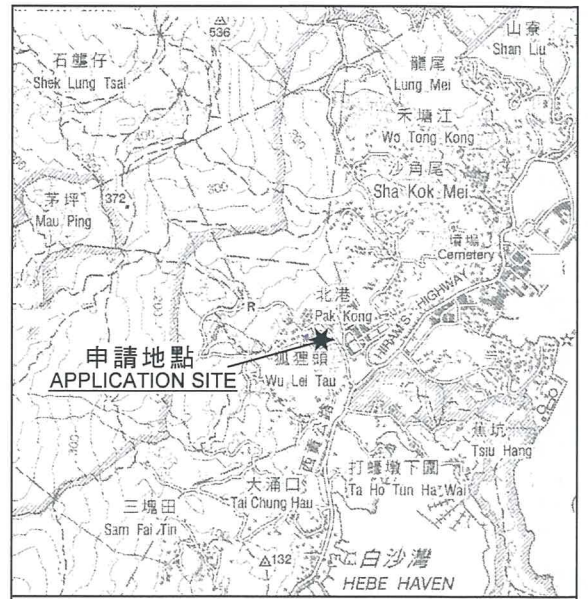 536
石壟仔
Shek Lung Tsai
山寮
Shan Liu
龍尾
Lung Mei
禾塘江
Wo Tong Kong
沙角尾
Sha Kok Mei
300
茅坪
Mau Ping
372
墳場
Cemetery
200
R
北港
Pak Kong
HIRAM'S HIGHWAY
申請地點
APPLICATION SITE
狐狸頭
Wu Lei Tau
西貢公路
蕉坑
Tsiu Hang
打蠔墩下圍
Ta Ho Tun Ha Wai
大涌口
Tai Chung Hau
三塊田
Sam Fai Tin
132
白沙灣
HEBE HAVEN